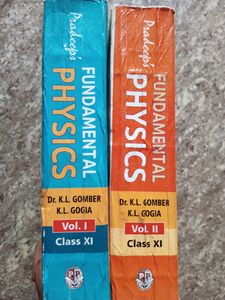 Pradeep's
FUNDAMENTAL
PHYSICS
Dr. K.L. GOMBER
K.L. GOGIA
Vol. I
Class XI
Pradeep's
FUNDAMENTAL
PHYSICS
Dr. K.L. GOMBER
K.L. GOGIA
Vol. II
Class XI